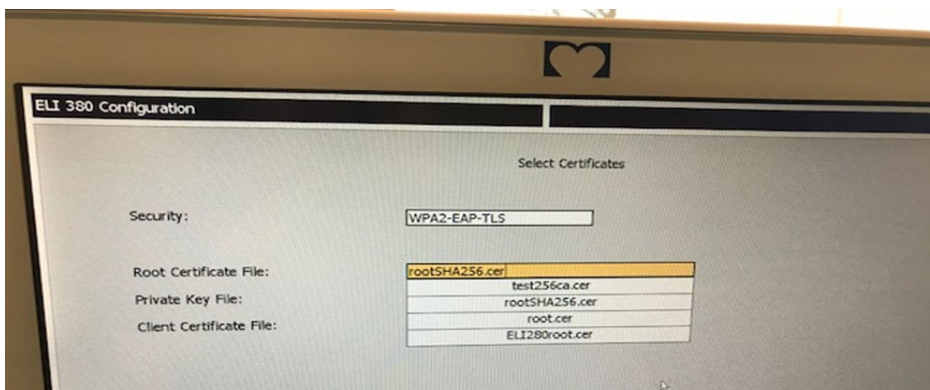 ELI 380 Configuration
Select Certificates
Security:
WPA2-EAP-TLS
Root Certificate File:
rootSHA256.cer
test256ca.cer
Private Key File:
rootSHA256.cer
root.cer
Client Certificate File:
ELI280root.cer